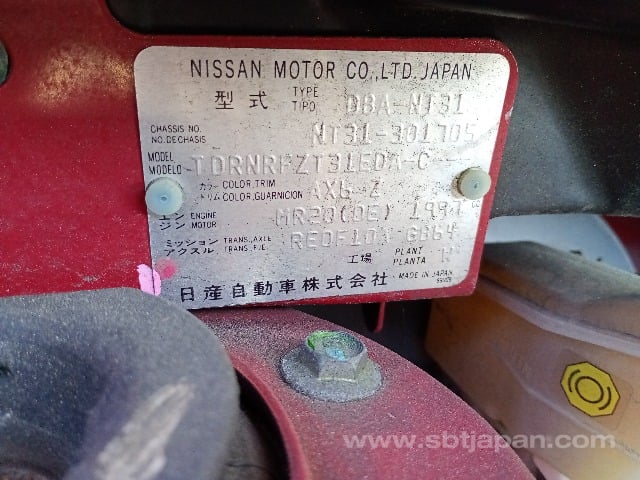 NISSAN MOTOR CO.,LTD. JAPAN
型式 TYPE TIPO DBA-NT31
CHASSIS NO. NO.DECHASIS NT31-301705
MODEL MODELO TDRNRFZT31EDA-C---
カラー トリム COLOR,TRIM COLOR,GUARNICION AX6 Z
エンジン ENGINE MOTOR MR20(DE) 1997 cc
ミッション アクスル TRANS.,AXLE TRANS.,EJE RE0F10A GB64
工場 PLANT PLANTA
日産自動車株式会社 MADE IN JAPAN
www.sbtjapan.com